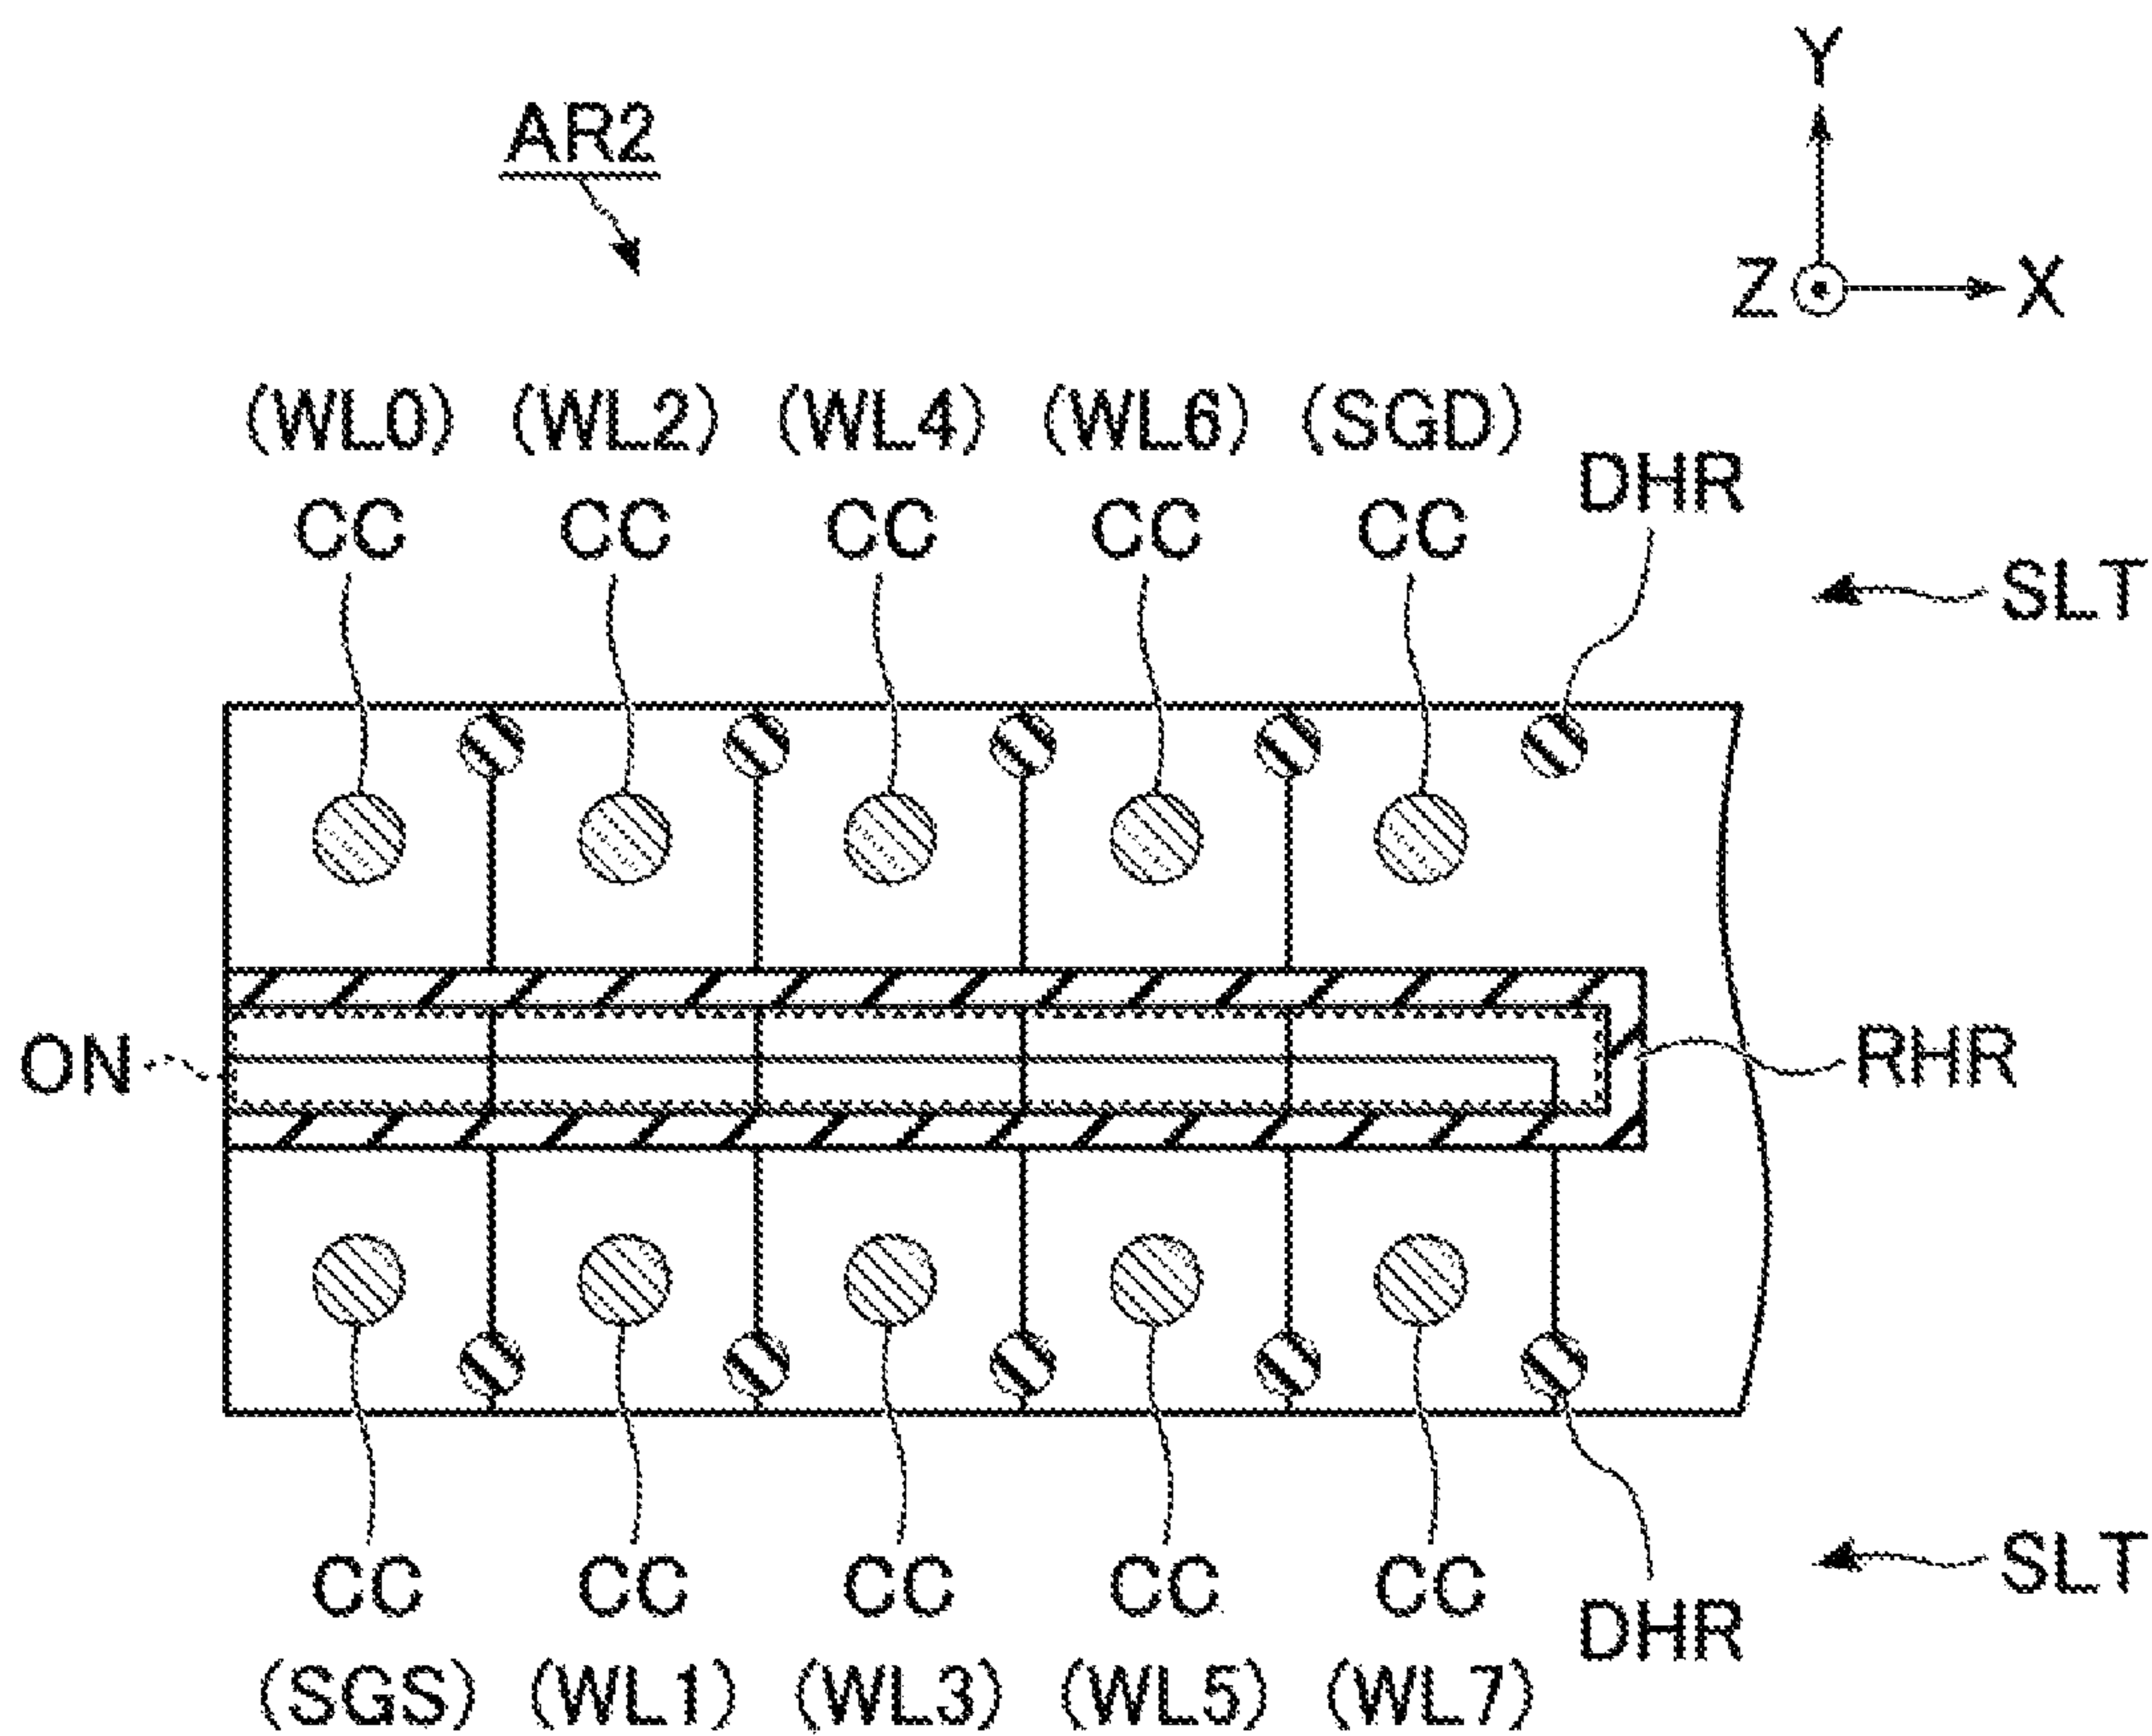 Y
AR2
Z X
(WL0) (WL2) (WL4) (WL6) (SGD)
DHR
CC CC CC CC CC
SLT
ON
RHR
CC CC CC CC CC
SLT
DHR
(SGS) (WL1) (WL3) (WL5) (WL7)